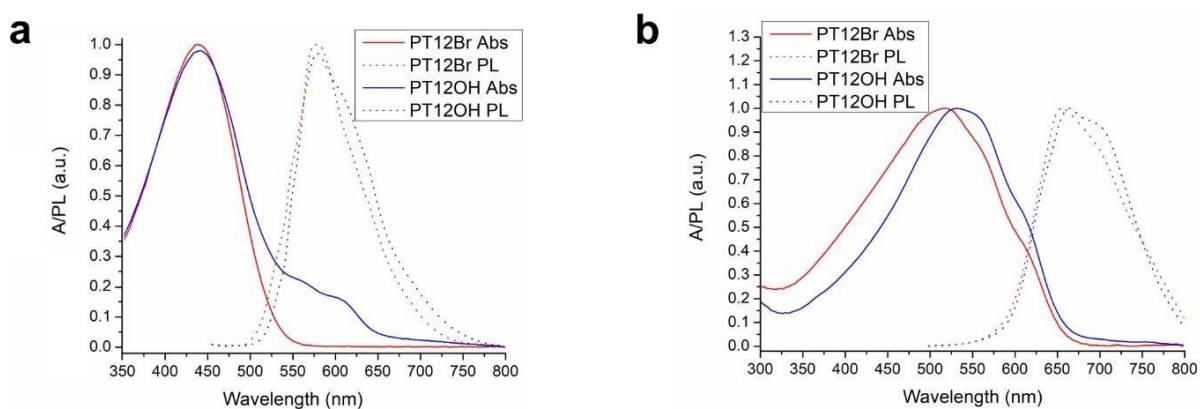 a
PT12Br Abs
PT12Br PL
PT12OH Abs
PT12OH PL
A/PL (a.u.)
1.0
0.9
0.8
0.7
0.6
0.5
0.4
0.3
0.2
0.1
0.0
350 400 450 500 550 600 650 700 750 800
Wavelength (nm)
b
PT12Br Abs
PT12Br PL
PT12OH Abs
PT12OH PL
A/PL (a.u.)
1.3
1.2
1.1
1.0
0.9
0.8
0.7
0.6
0.5
0.4
0.3
0.2
0.1
0.0
300 350 400 450 500 550 600 650 700 750 800
Wavelength (nm)